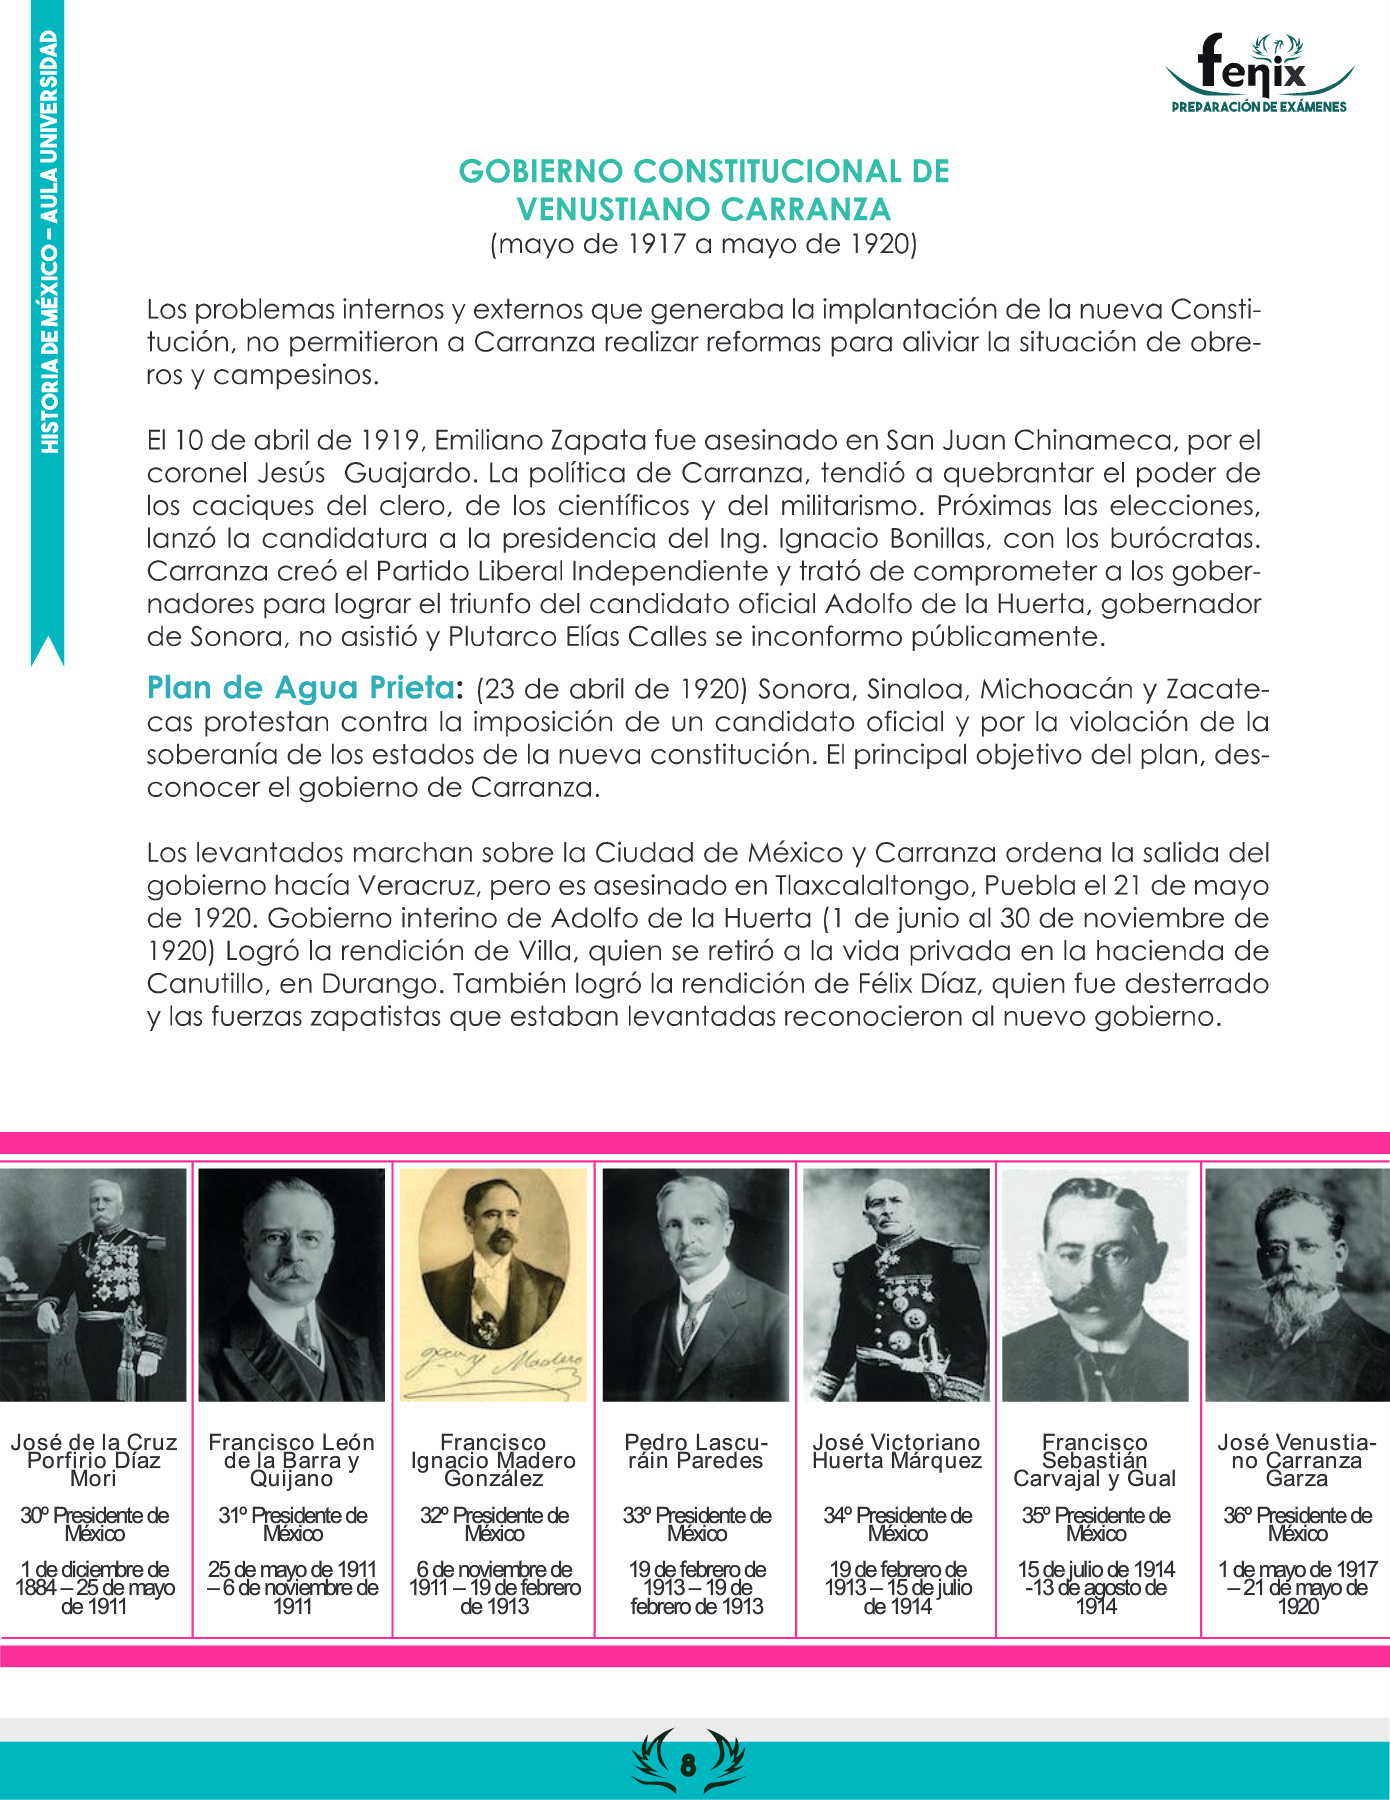 HISTORIA DE MÉXICO – AULA UNIVERSIDAD
fenix
PREPARACIÓN DE EXÁMENES
GOBIERNO CONSTITUCIONAL DE
VENUSTIANO CARRANZA
(mayo de 1917 a mayo de 1920)
Los problemas internos y externos que generaba la implantación de la nueva Consti-
tución, no permitieron a Carranza realizar reformas para aliviar la situación de obre-
ros y campesinos.
El 10 de abril de 1919, Emiliano Zapata fue asesinado en San Juan Chinameca, por el
coronel Jesús Guajardo. La política de Carranza, tendió a quebrantar el poder de
los caciques del clero, de los científicos y del militarismo. Próximas las elecciones,
lanzó la candidatura a la presidencia del Ing. Ignacio Bonillas, con los burócratas.
Carranza creó el Partido Liberal Independiente y trató de comprometer a los gober-
nadores para lograr el triunfo del candidato oficial Adolfo de la Huerta, gobernador
de Sonora, no asistió y Plutarco Elías Calles se inconformo públicamente.
Plan de Agua Prieta: (23 de abril de 1920) Sonora, Sinaloa, Michoacán y Zacate-
cas protestan contra la imposición de un candidato oficial y por la violación de la
soberanía de los estados de la nueva constitución. El principal objetivo del plan, des-
conocer el gobierno de Carranza.
Los levantados marchan sobre la Ciudad de México y Carranza ordena la salida del
gobierno hacía Veracruz, pero es asesinado en Tlaxcalaltongo, Puebla el 21 de mayo
de 1920. Gobierno interino de Adolfo de la Huerta (1 de junio al 30 de noviembre de
1920) Logró la rendición de Villa, quien se retiró a la vida privada en la hacienda de
Canutillo, en Durango. También logró la rendición de Félix Díaz, quien fue desterrado
y las fuerzas zapatistas que estaban levantadas reconocieron al nuevo gobierno.
José de la Cruz
Porfirio Díaz
Mori
30º Presidente de
México
1 de diciembre de
1884 – 25 de mayo
de 1911
Francisco León
de la Barra y
Quijano
31º Presidente de
México
25 de mayo de 1911
– 6 de noviembre de
1911
Madero
Francisco
Ignacio Madero
González
32º Presidente de
México
6 de noviembre de
1911 – 19 de febrero
de 1913
Pedro Lascu-
ráin Paredes
33º Presidente de
México
19 de febrero de
1913 – 19 de
febrero de 1913
José Victoriano
Huerta Márquez
34º Presidente de
México
19 de febrero de
1913 – 15 de julio
de 1914
Francisco
Sebastián
Carvajal y Gual
35º Presidente de
México
15 de julio de 1914
-13 de agosto de
1914
José Venustia-
no Carranza
Garza
36º Presidente de
México
1 de mayo de 1917
– 21 de mayo de
1920
8